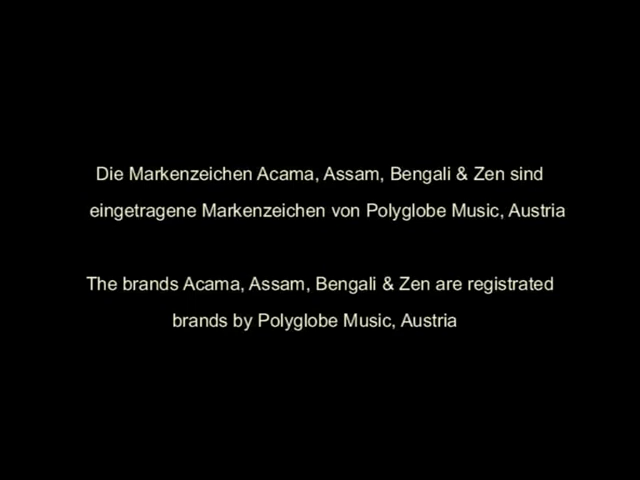 Die Markenzeichen Acama, Assam, Bengali & Zen sind
eingetragene Markenzeichen von Polyglobe Music, Austria
The brands Acama, Assam, Bengali & Zen are registrated
brands by Polyglobe Music, Austria